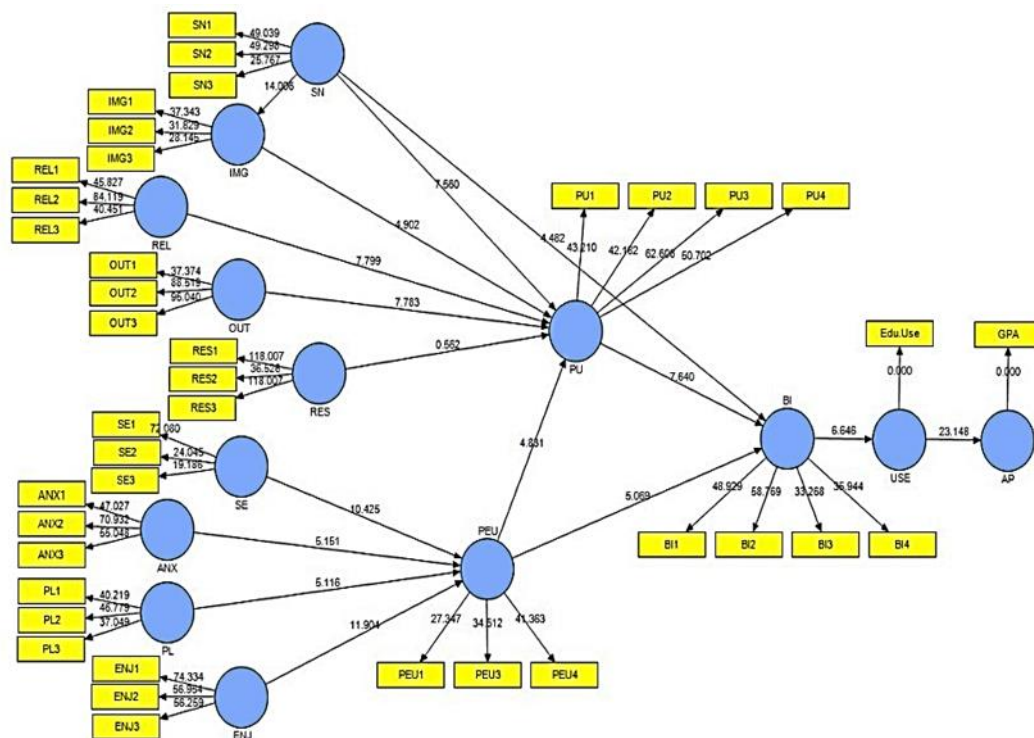 SN1
49.039
SN2
49.298
SN3
25.767
SN
14.006
IMG1
37.343
IMG2
31.829
IMG3
28.145
IMG
REL1
45.827
REL2
84.119
REL3
40.451
REL
OUT1
37.374
OUT2
88.519
OUT3
95.040
OUT
RES1
118.007
RES2
36.526
RES3
118.007
RES
SE1
72.080
SE2
24.045
SE3
19.186
SE
ANX1
47.027
ANX2
70.932
ANX3
55.048
ANX
PL1
40.219
PL2
46.779
PL3
37.049
PL
ENJ1
74.334
ENJ2
56.984
ENJ3
56.259
ENJ
7.560
4.902
7.799
7.783
0.562
4.482
10.425
5.151
5.116
11.904
4.831
PU1
PU2
PU3
PU4
43.210
42.162
62.606
50.702
PU
7.640
5.069
PEU
27.347
34.512
41.363
PEU1
PEU3
PEU4
BI
48.929
58.769
33.268
35.944
BI1
BI2
BI3
BI4
6.646
Edu.Use
0.000
USE
23.148
GPA
0.000
AP